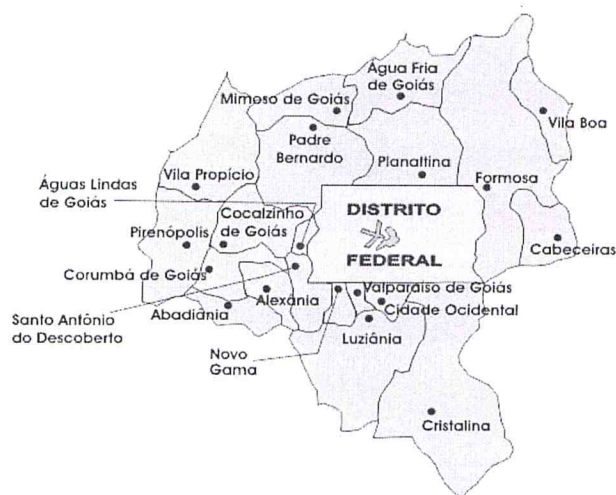 Água Fria
de Goiás
Mimoso de Goiás
Vila Boa
Padre
Bernardo
Planaltina
Vila Propício
Formosa
Águas Lindas
de Goiás
Cocalzinho
de Goiás
DISTRITO
FEDERAL
Pirenópolis
Cabeceiras
Corumbá de Goiás
Alexânia
Valparaíso de Goiás
Abadiânia
Cidade Ocidental
Santo Antônio
do Descoberto
Luziânia
Novo
Gama
Cristalina